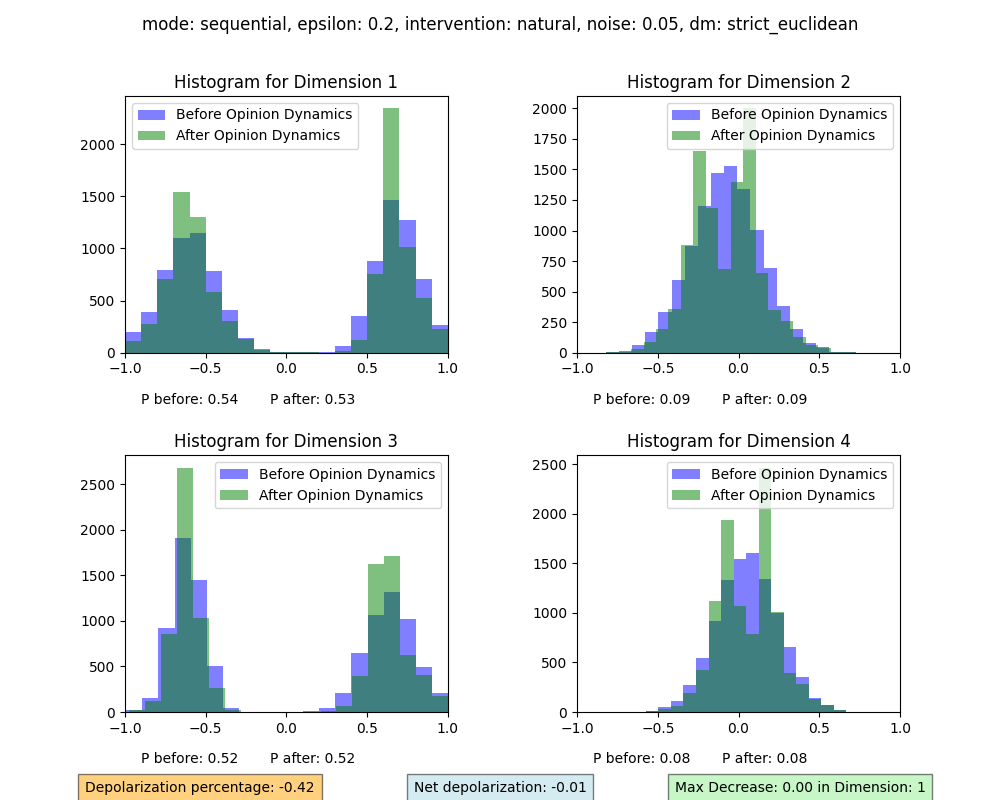 mode: sequential, epsilon: 0.2, intervention: natural, noise: 0.05, dm: strict_euclidean
Histogram for Dimension 1
Before Opinion Dynamics
After Opinion Dynamics
2000
1500
1000
500
0
−1.0 −0.5 0.0 0.5 1.0
P before: 0.54 P after: 0.53
Histogram for Dimension 2
Before Opinion Dynamics
After Opinion Dynamics
2000
1750
1500
1250
1000
750
500
250
0
−1.0 −0.5 0.0 0.5 1.0
P before: 0.09 P after: 0.09
Histogram for Dimension 3
Before Opinion Dynamics
After Opinion Dynamics
2500
2000
1500
1000
500
0
−1.0 −0.5 0.0 0.5 1.0
P before: 0.52 P after: 0.52
Histogram for Dimension 4
Before Opinion Dynamics
After Opinion Dynamics
2500
2000
1500
1000
500
0
−1.0 −0.5 0.0 0.5 1.0
P before: 0.08 P after: 0.08
Depolarization percentage: -0.42
Net depolarization: -0.01
Max Decrease: 0.00 in Dimension: 1